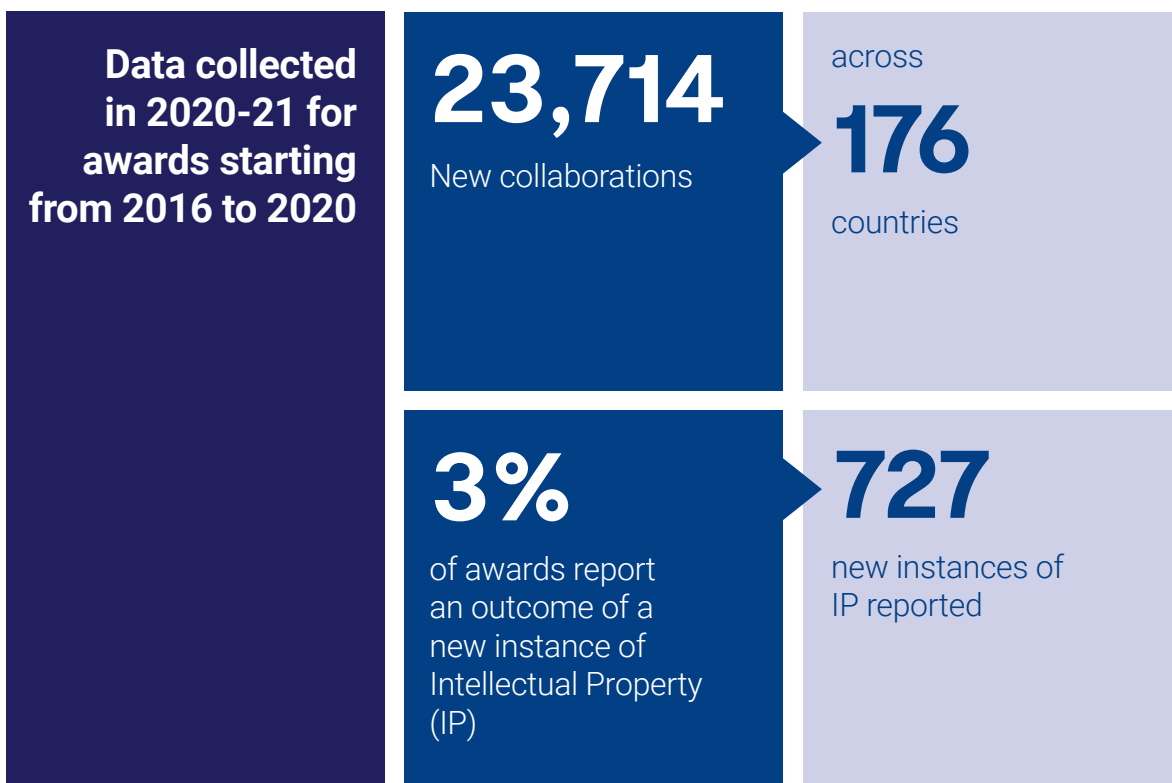 Data collected
in 2020-21 for
awards starting
from 2016 to 2020
23,714
New collaborations
across
176
countries
3%
of awards report
an outcome of a
new instance of
Intellectual Property
(IP)
727
new instances of
IP reported